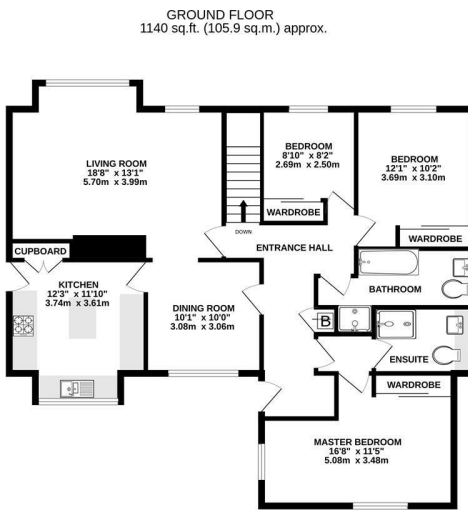 GROUND FLOOR
1140 sq.ft. (105.9 sq.m.) approx.
LIVING ROOM
18'8" x 13'1"
5.70m x 3.99m
BEDROOM
8'10" x 8'2"
2.69m x 2.50m
WARDROBE
BEDROOM
12'1" x 10'2"
3.69m x 3.10m
WARDROBE
DOWN
ENTRANCE HALL
CUPBOARD
KITCHEN
12'3" x 11'10"
3.74m x 3.61m
DINING ROOM
10'1" x 10'0"
3.08m x 3.06m
BATHROOM
B
ENSUITE
WARDROBE
MASTER BEDROOM
16'8" x 11'5"
5.08m x 3.48m